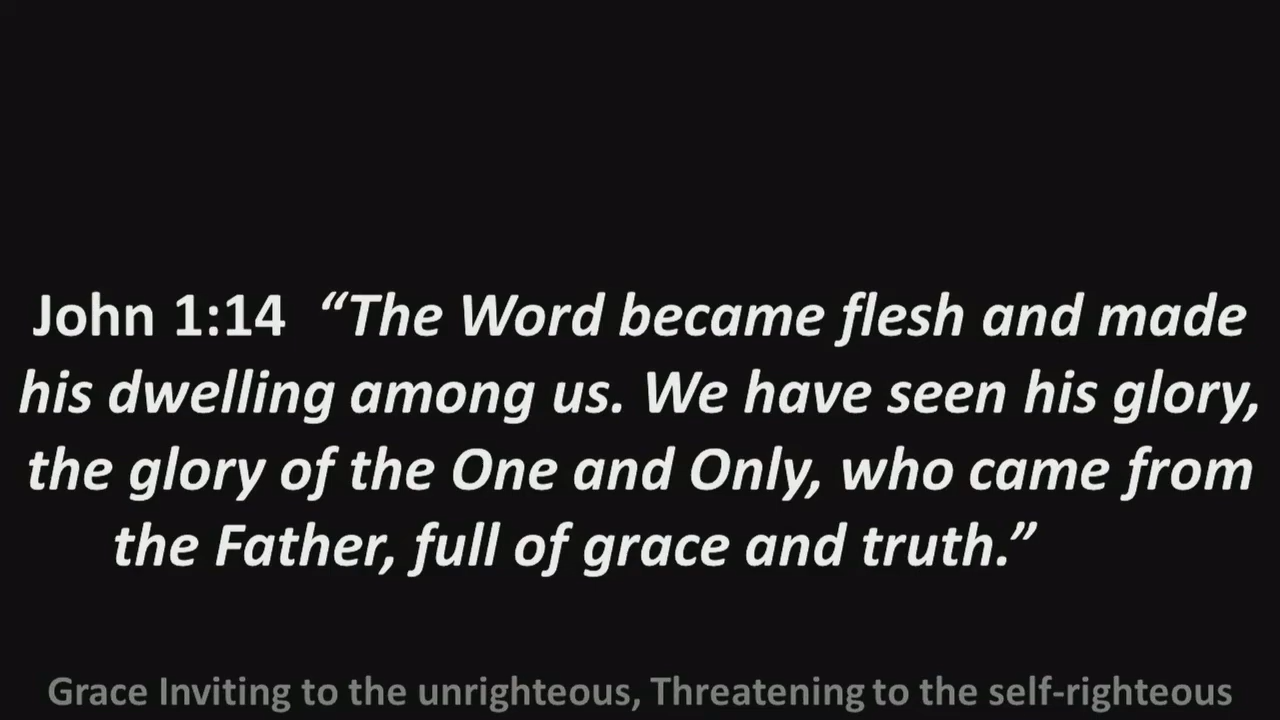 John 1:14 “The Word became flesh and made
his dwelling among us. We have seen his glory,
the glory of the One and Only, who came from
the Father, full of grace and truth.”
Grace Inviting to the unrighteous, Threatening to the self-righteous